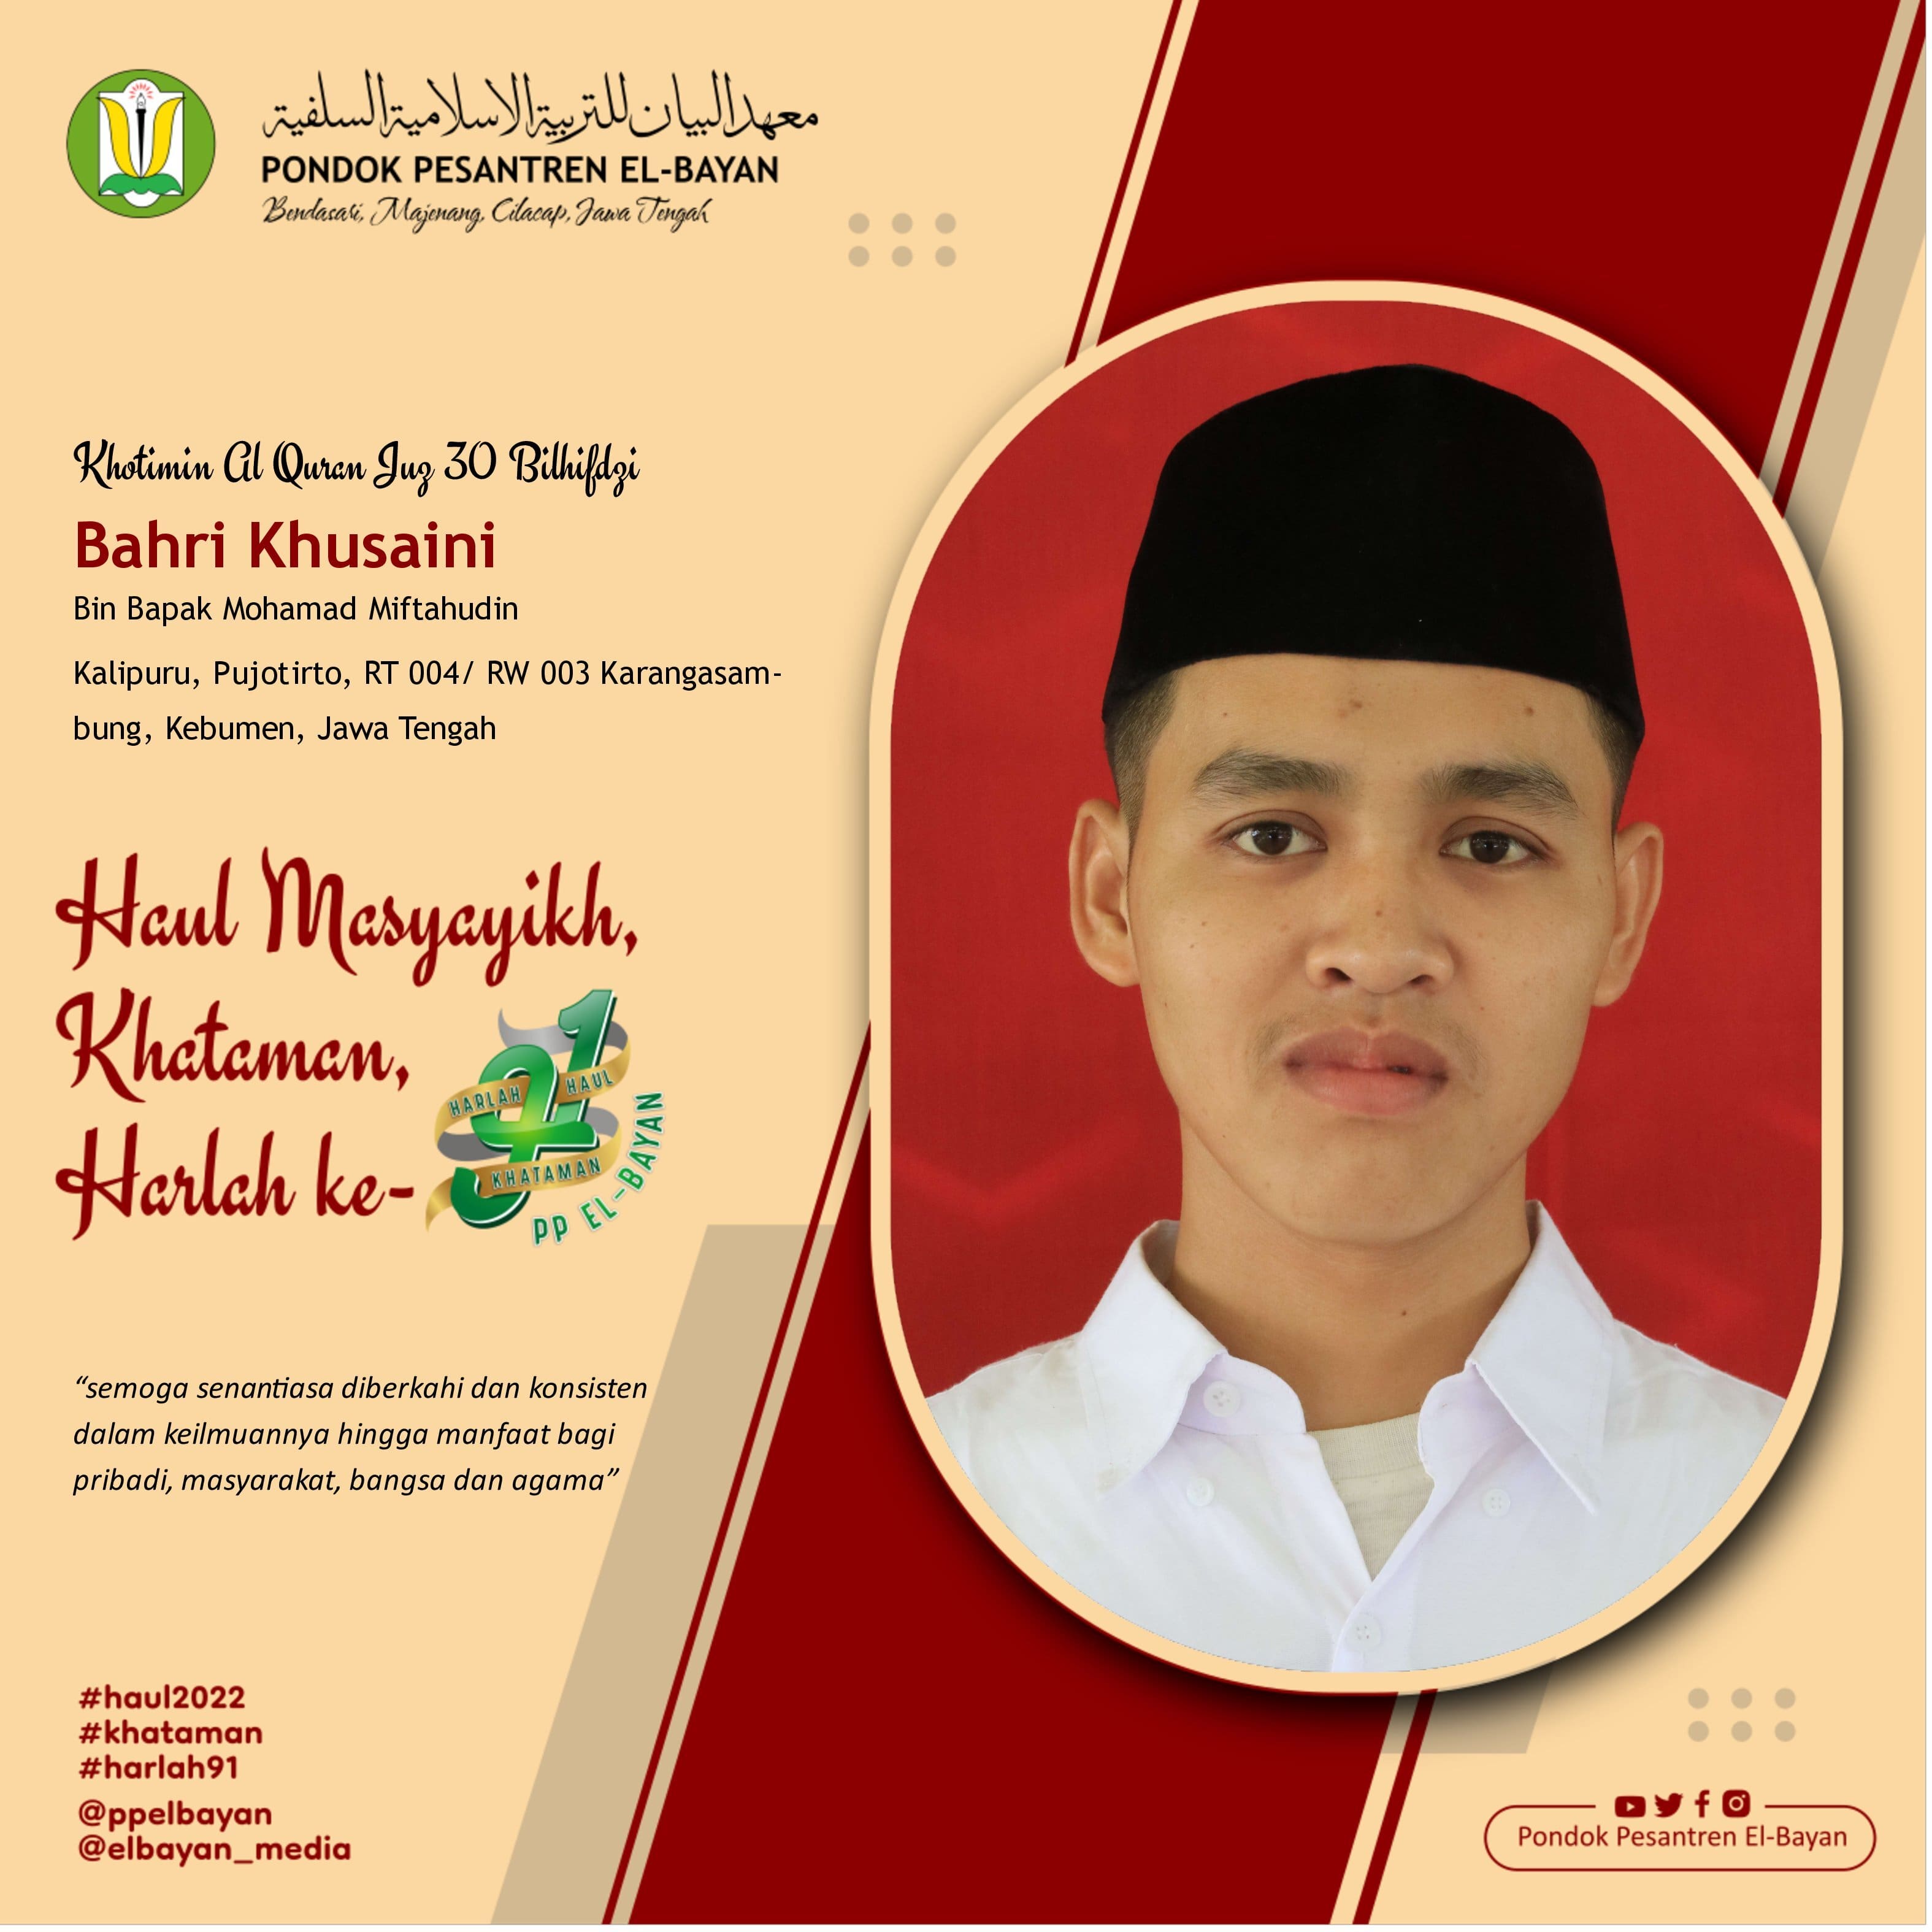 معهد البيان للتربية الاسلامية السلفية
PONDOK PESANTREN EL-BAYAN
Bendasari, Majenang, Cilacap, Jawa Tengah
Khotimin Al Quran Juz 30 Bilhifdzi
Bahri Khusaini
Bin Bapak Mohamad Miftahudin
Kalipuru, Pujotirto, RT 004/ RW 003 Karangasam-
bung, Kebumen, Jawa Tengah
Haul Masyayikh,
Khataman,
Harlah ke-
91
HARLAH HAUL
KHATAMAN
PP EL-BAYAN
“semoga senantiasa diberkahi dan konsisten
dalam keilmuannya hingga manfaat bagi
pribadi, masyarakat, bangsa dan agama”
#haul2022
#khataman
#harlah91
@ppelbayan
@elbayan_media
Pondok Pesantren El-Bayan